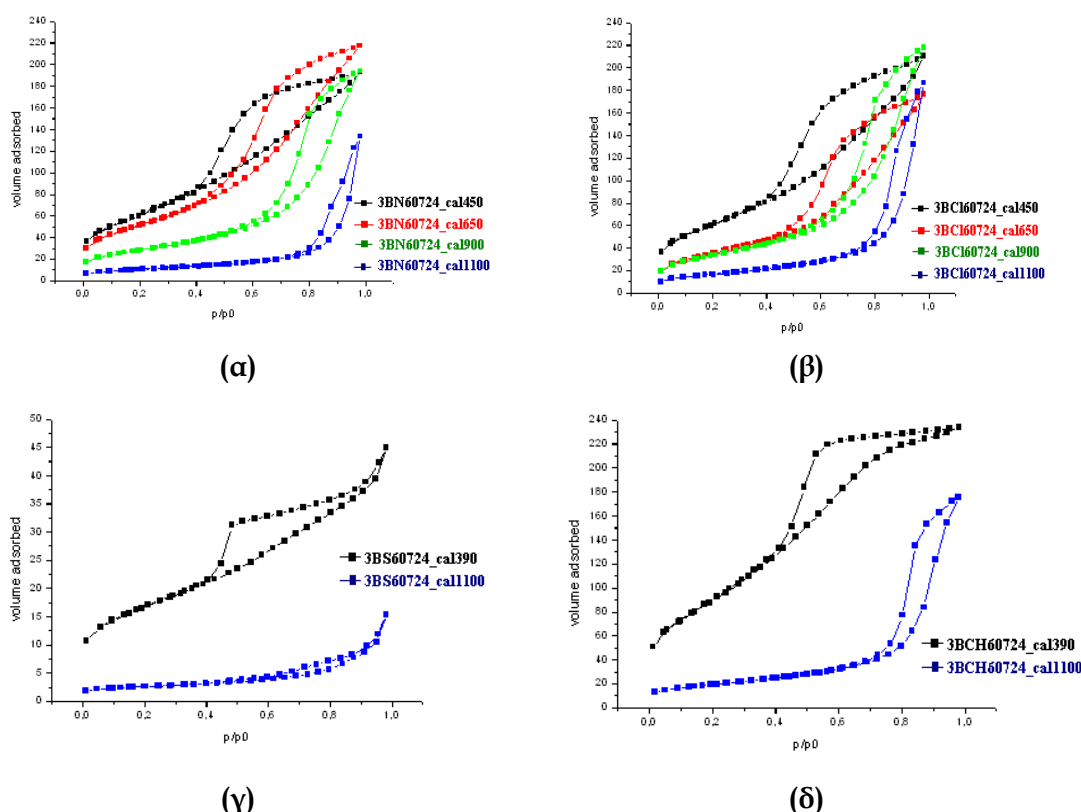 240
220
200
180
160
140
120
100
80
60
40
20
0
volume adsorbed
0,0 0,2 0,4 0,6 0,8 1,0
p/p0
3BN60724_cal450
3BN60724_cal650
3BN60724_cal900
3BN60724_cal1100
(α)
240
220
200
180
160
140
120
100
80
60
40
20
0
volume adsorbed
0,0 0,2 0,4 0,6 0,8 1,0
p/p0
3BCl60724_cal450
3BCl60724_cal650
3BCl60724_cal900
3BCl60724_cal1100
(β)
50
45
40
35
30
25
20
15
10
5
0
volume adsorbed
0,0 0,2 0,4 0,6 0,8 1,0
p/p0
3BS60724_cal390
3BS60724_cal1100
(γ)
240
220
200
180
160
140
120
100
80
60
40
20
0
volume adsorbed
0,0 0,2 0,4 0,6 0,8 1,0
p/p0
3BCH60724_cal390
3BCH60724_cal1100
(δ)